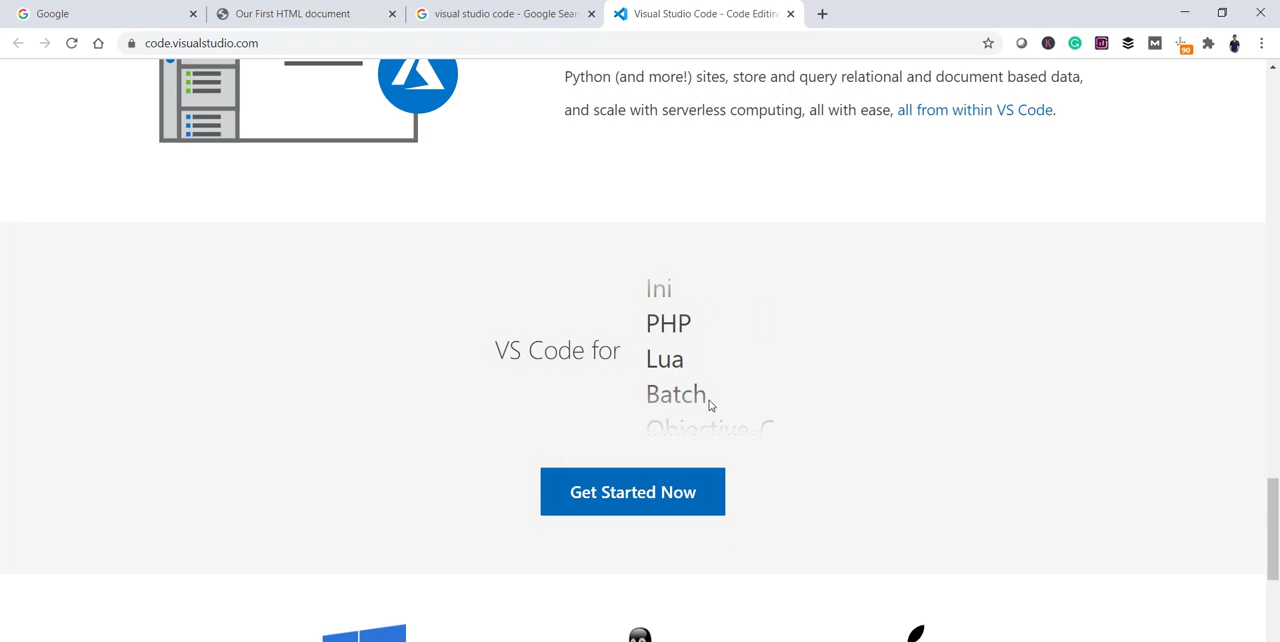 Google
Our First HTML document
visual studio code - Google Sear
Visual Studio Code - Code Editin
code.visualstudio.com
90
Python (and more!) sites, store and query relational and document based data,
and scale with serverless computing, all with ease, all from within VS Code.
Ini
PHP
VS Code for
Lua
Batch
Objective-C
Get Started Now